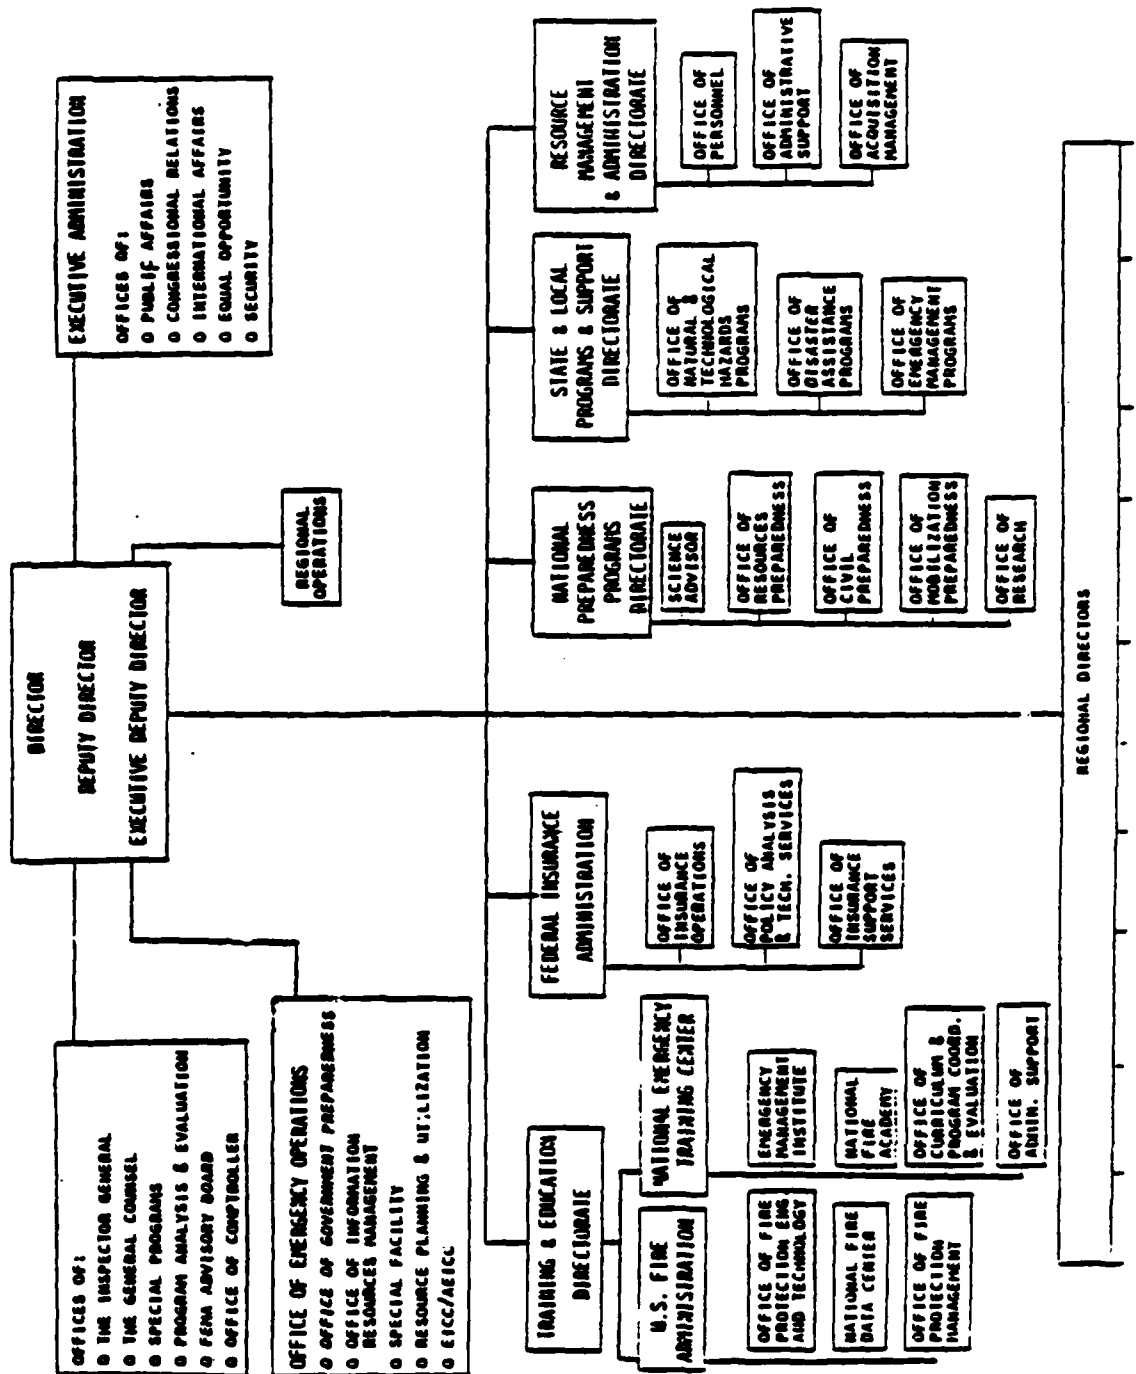 DIRECTOR
DEPUTY DIRECTOR
EXECUTIVE DEPUTY DIRECTOR
OFFICES OF:
O THE INSPECTOR GENERAL
O THE GENERAL COUNSEL
O SPECIAL PROGRAMS
O PROGRAM ANALYSIS & EVALUATION
O FEMA ADVISORY BOARD
O OFFICE OF COMPTROLLER
EXECUTIVE ADMINISTRATION
OFFICES OF:
O PUBLIC AFFAIRS
O CONGRESSIONAL RELATIONS
O INTERNATIONAL AFFAIRS
O EQUAL OPPORTUNITY
O SECURITY
OFFICE OF EMERGENCY OPERATIONS
O OFFICE OF GOVERNMENT PREPAREDNESS
O OFFICE OF INFORMATION
RESOURCES MANAGEMENT
O SPECIAL FACILITY
O RESOURCE PLANNING & UTILIZATION
O EICC/AEICC
REGIONAL
OPERATIONS
TRAINING & EDUCATION
DIRECTORATE
U.S. FIRE
ADMINISTRATION
OFFICE OF FIRE
PROTECTION ENG.
AND TECHNOLOGY
NATIONAL FIRE
DATA CENTER
OFFICE OF FIRE
PROTECTION
MANAGEMENT
NATIONAL EMERGENCY
TRAINING CENTER
EMERGENCY
MANAGEMENT
INSTITUTE
NATIONAL
FIRE
ACADEMY
OFFICE OF
CURRICULUM &
PROGRAM COORD.
& EVALUATION
OFFICE OF
ADMIN. SUPPORT
FEDERAL INSURANCE
ADMINISTRATION
OFFICE OF
INSURANCE
OPERATIONS
OFFICE OF
POLICY ANALYSIS
& TECH. SERVICES
OFFICE OF
INSURANCE
SUPPORT
SERVICES
NATIONAL
PREPAREDNESS
PROGRAMS
DIRECTORATE
SCIENCE
ADVISOR
OFFICE OF
RESOURCES
PREPAREDNESS
OFFICE OF
CIVIL
PREPAREDNESS
OFFICE OF
MOBILIZATION
PREPAREDNESS
OFFICE OF
RESEARCH
STATE & LOCAL
PROGRAMS & SUPPORT
DIRECTORATE
OFFICE OF
NATURAL &
TECHNOLOGICAL
HAZARDS
PROGRAMS
OFFICE OF
DISASTER
ASSISTANCE
PROGRAMS
OFFICE OF
EMERGENCY
MANAGEMENT
PROGRAMS
RESOURCE
MANAGEMENT
& ADMINISTRATION
DIRECTORATE
OFFICE OF
PERSONNEL
OFFICE OF
ADMINISTRATIVE
SUPPORT
OFFICE OF
ACQUISITION
MANAGEMENT
REGIONAL DIRECTORS